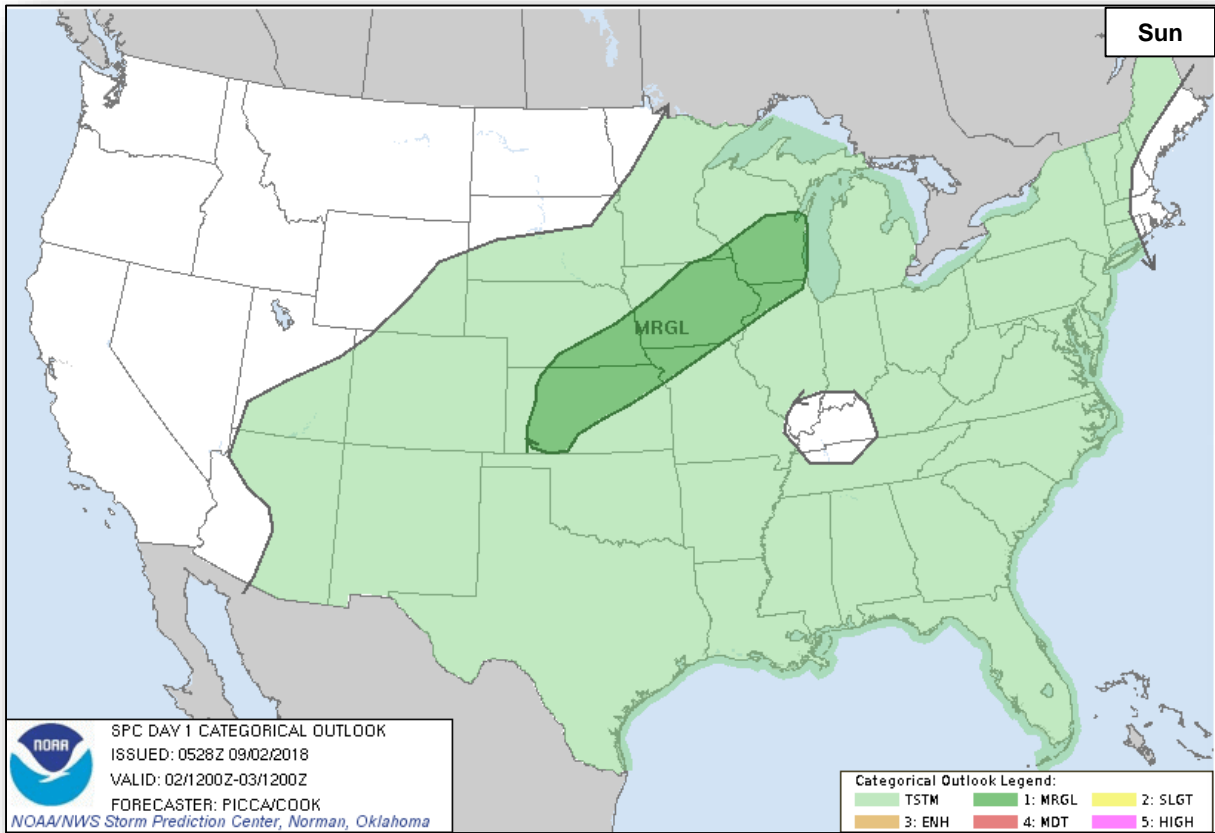 Sun
MRGL
NOAA
SPC DAY 1 CATEGORICAL OUTLOOK
ISSUED: 0528Z 09/02/2018
VALID: 02/1200Z-03/1200Z
FORECASTER: PICCA/COOK
NOAA/NWS Storm Prediction Center, Norman, Oklahoma
Categorical Outlook Legend:
TSTM 1: MRGL 2: SLGT
3: ENH 4: MDT 5: HIGH